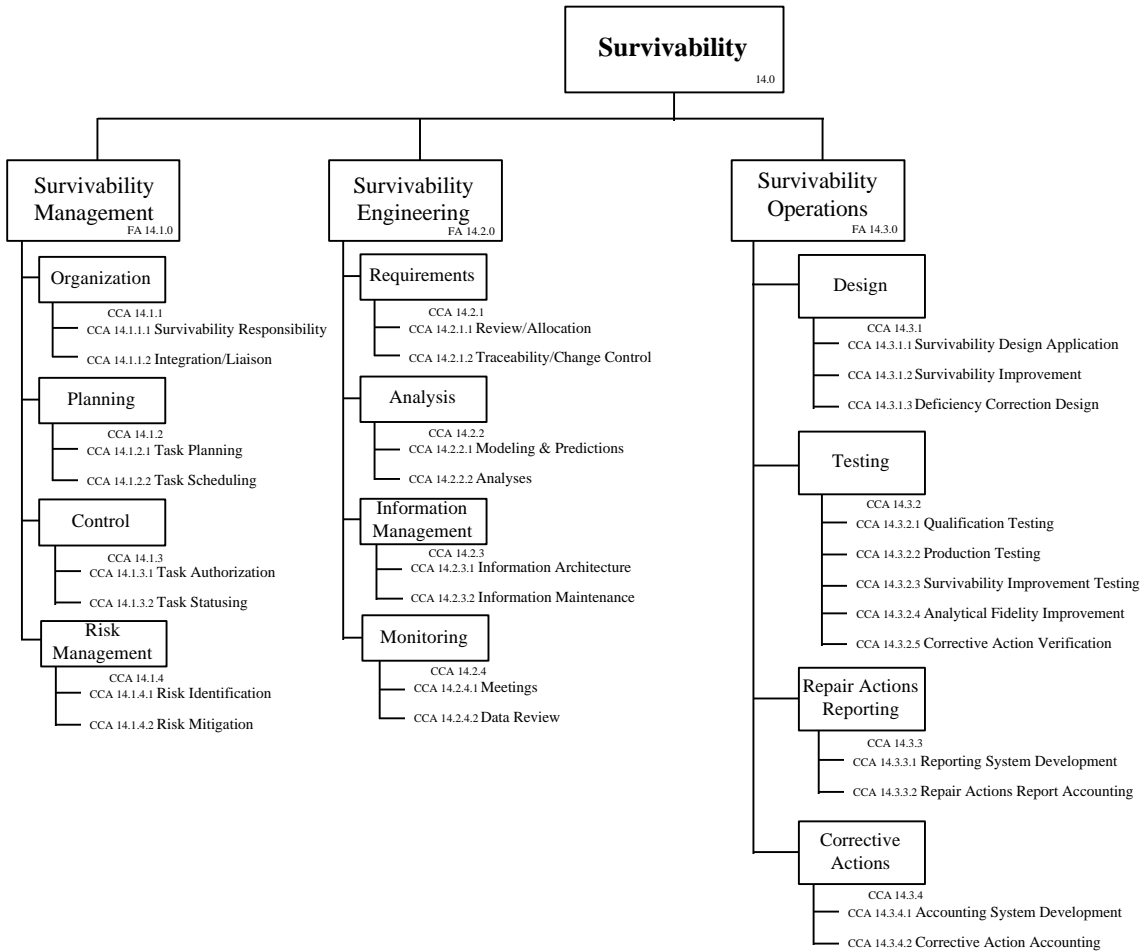 Survivability
14.0
Survivability
Management
FA 14.1.0
Organization
CCA 14.1.1
CCA 14.1.1.1 Survivability Responsibility
CCA 14.1.1.2 Integration/Liaison
Planning
CCA 14.1.2
CCA 14.1.2.1 Task Planning
CCA 14.1.2.2 Task Scheduling
Control
CCA 14.1.3
CCA 14.1.3.1 Task Authorization
CCA 14.1.3.2 Task Statusing
Risk
Management
CCA 14.1.4
CCA 14.1.4.1 Risk Identification
CCA 14.1.4.2 Risk Mitigation
Survivability
Engineering
FA 14.2.0
Requirements
CCA 14.2.1
CCA 14.2.1.1 Review/Allocation
CCA 14.2.1.2 Traceability/Change Control
Analysis
CCA 14.2.2
CCA 14.2.2.1 Modeling & Predictions
CCA 14.2.2.2 Analyses
Information
Management
CCA 14.2.3
CCA 14.2.3.1 Information Architecture
CCA 14.2.3.2 Information Maintenance
Monitoring
CCA 14.2.4
CCA 14.2.4.1 Meetings
CCA 14.2.4.2 Data Review
Survivability
Operations
FA 14.3.0
Design
CCA 14.3.1
CCA 14.3.1.1 Survivability Design Application
CCA 14.3.1.2 Survivability Improvement
CCA 14.3.1.3 Deficiency Correction Design
Testing
CCA 14.3.2
CCA 14.3.2.1 Qualification Testing
CCA 14.3.2.2 Production Testing
CCA 14.3.2.3 Survivability Improvement Testing
CCA 14.3.2.4 Analytical Fidelity Improvement
CCA 14.3.2.5 Corrective Action Verification
Repair Actions
Reporting
CCA 14.3.3
CCA 14.3.3.1 Reporting System Development
CCA 14.3.3.2 Repair Actions Report Accounting
Corrective
Actions
CCA 14.3.4
CCA 14.3.4.1 Accounting System Development
CCA 14.3.4.2 Corrective Action Accounting